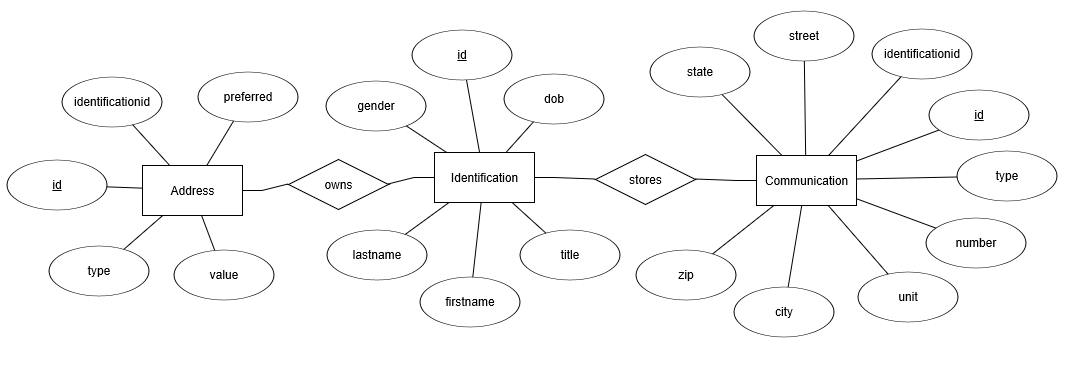 street
identificationid
id
state
identificationid
preferred
gender
dob
id
type
id
Address
owns
Identification
stores
Communication
type
value
lastname
firstname
title
number
zip
city
unit